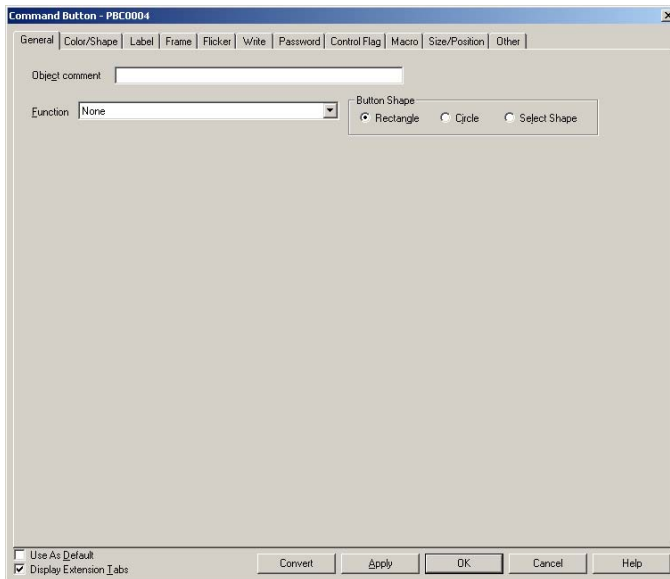 Command Button - PBC0004
General Color/Shape Label Frame Flicker Write Password Control Flag Macro Size/Position Other
Object comment
Function None
Button Shape
Rectangle Circle Select Shape
Use As Default
Display Extension Tabs
Convert Apply OK Cancel Help